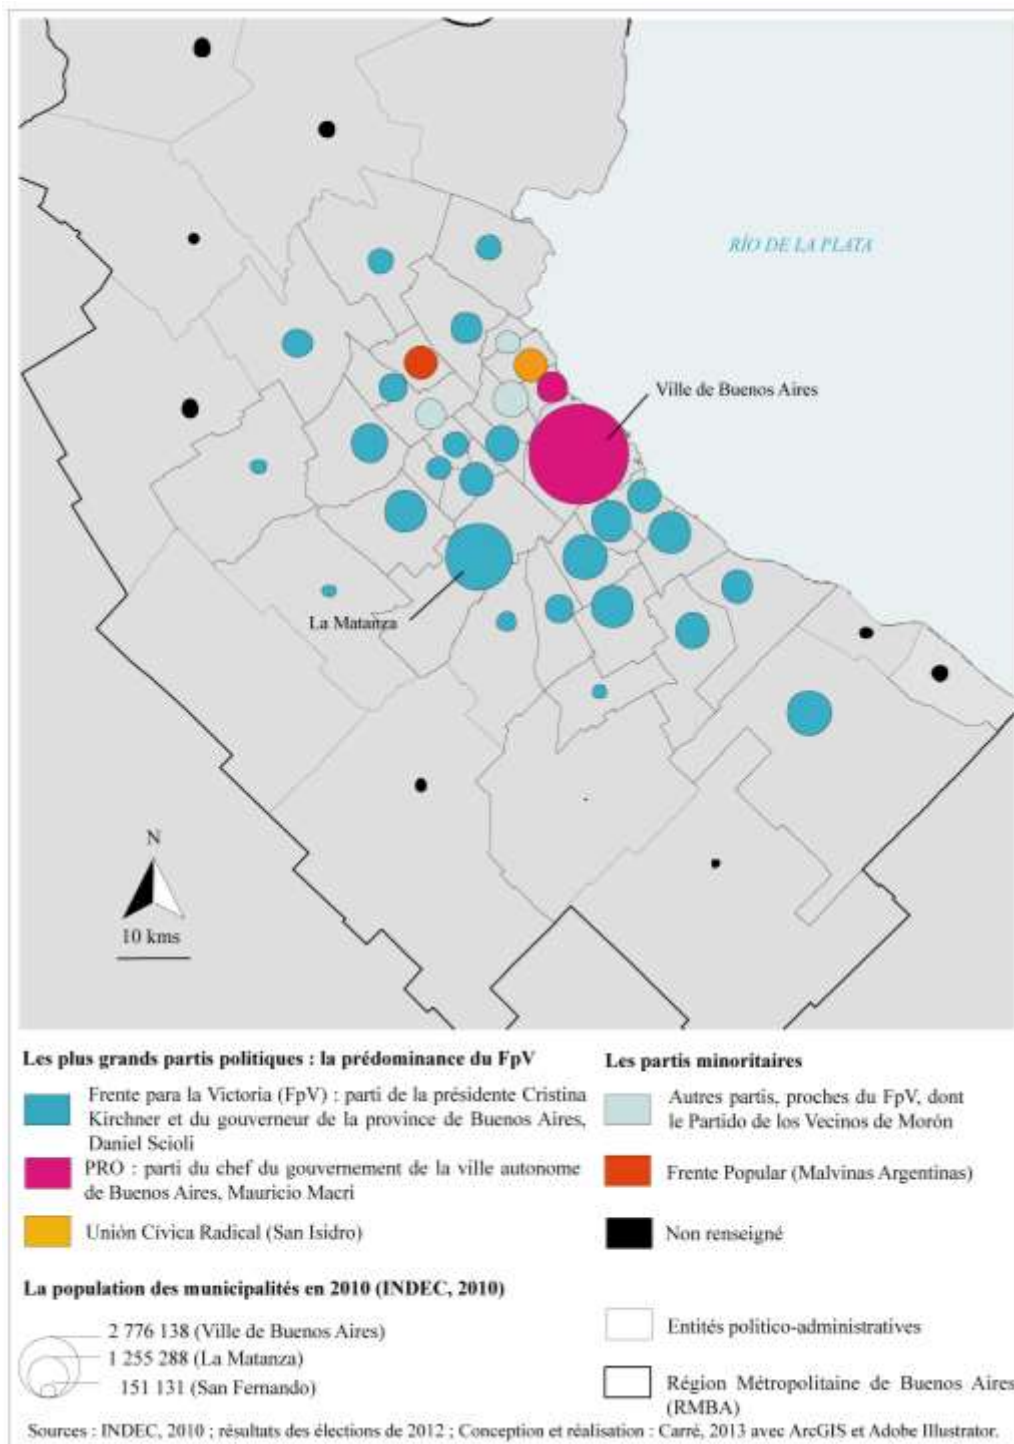 RÍO DE LA PLATA
Ville de Buenos Aires
La Matanza
N
10 kms
Les plus grands partis politiques : la prédominance du FpV
Frente para la Victoria (FpV) : parti de la présidente Cristina
Kirchner et du gouverneur de la province de Buenos Aires,
Daniel Scioli
PRO : parti du chef du gouvernement de la ville autonome
de Buenos Aires, Mauricio Macri
Unión Cívica Radical (San Isidro)
Les partis minoritaires
Autres partis, proches du FpV, dont
le Partido de los Vecinos de Morón
Frente Popular (Malvinas Argentinas)
Non renseigné
La population des municipalités en 2010 (INDEC, 2010)
2 776 138 (Ville de Buenos Aires)
1 255 288 (La Matanza)
151 131 (San Fernando)
Entités politico-administratives
Région Métropolitaine de Buenos Aires
(RMBA)
Sources : INDEC, 2010 ; résultats des élections de 2012 ; Conception et réalisation : Carré, 2013 avec ArcGIS et Adobe Illustrator.